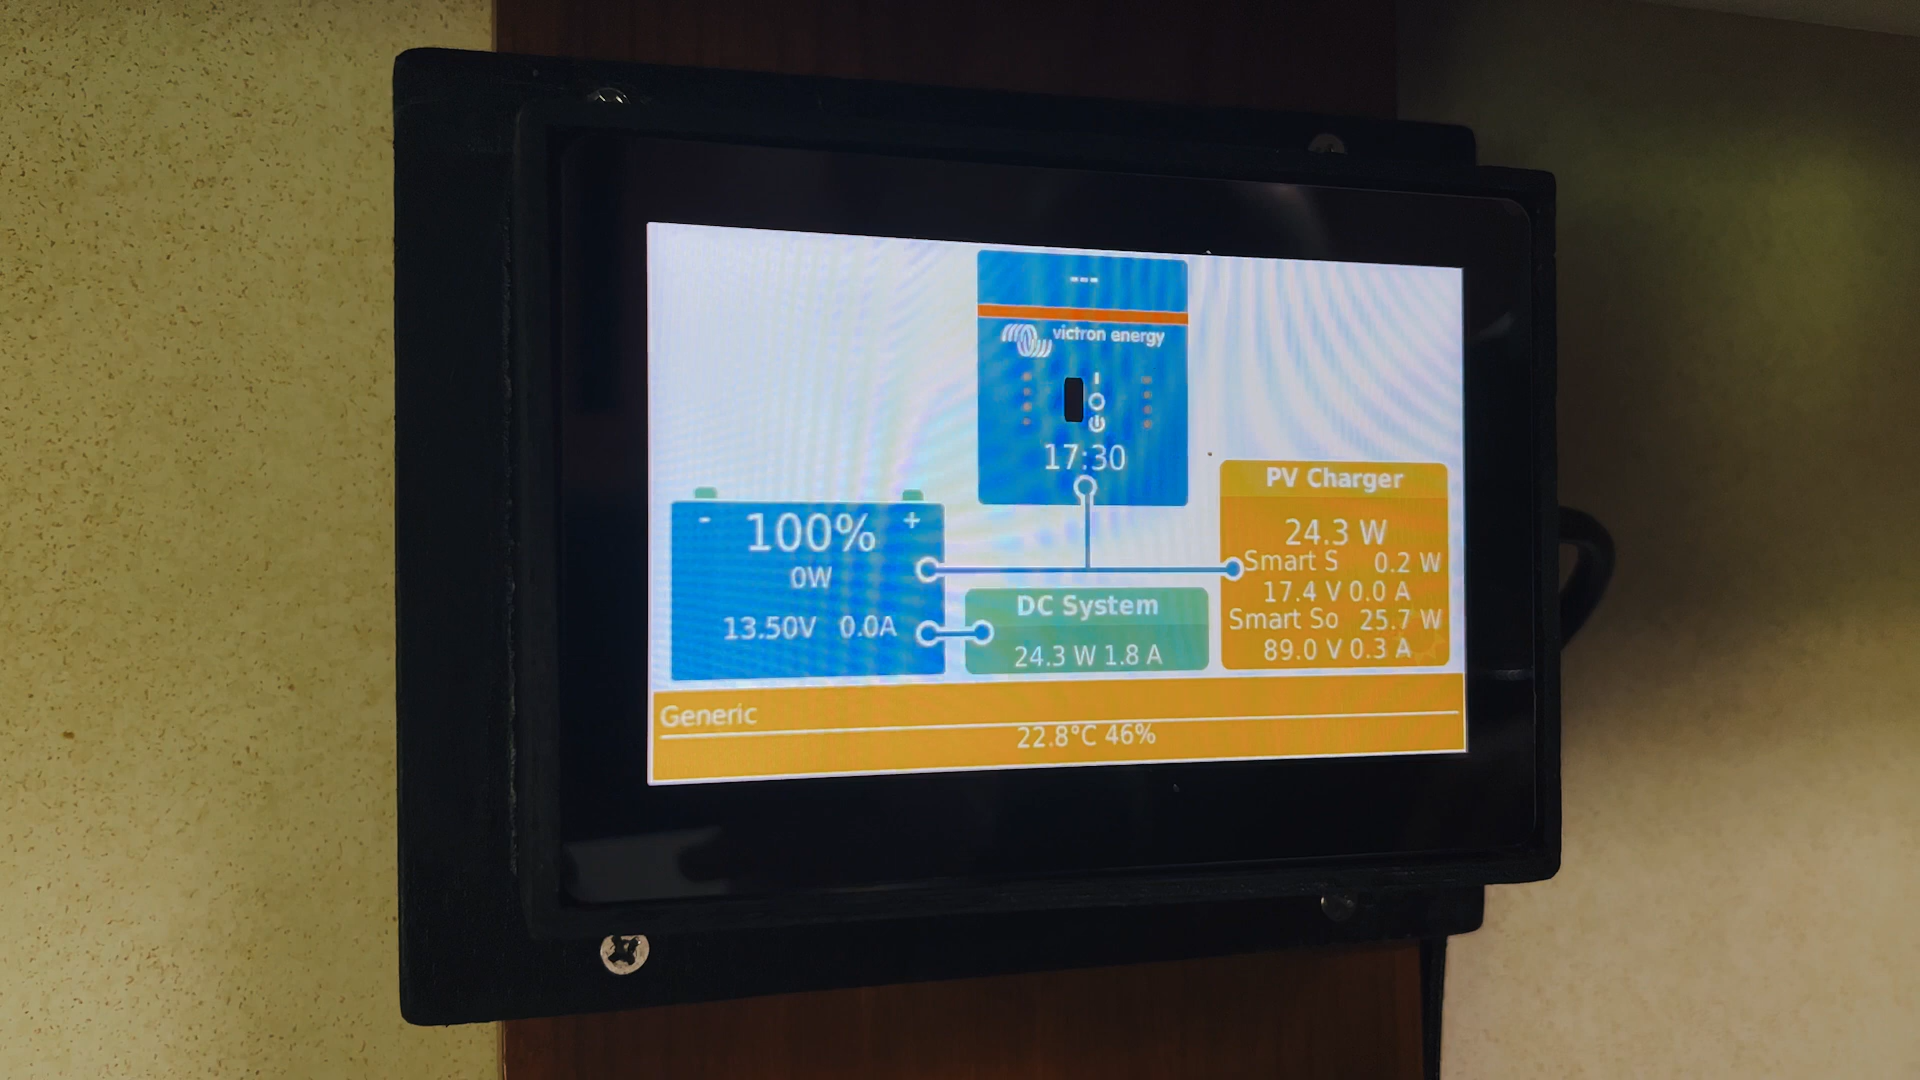 ---
victron energy
17:30
- +
100%
0W
13.50V 0.0A
DC System
24.3 W 1.8 A
PV Charger
24.3 W
Smart S 0.2 W
17.4 V 0.0 A
Smart So 25.7 W
89.0 V 0.3 A
Generic
22.8°C 46%